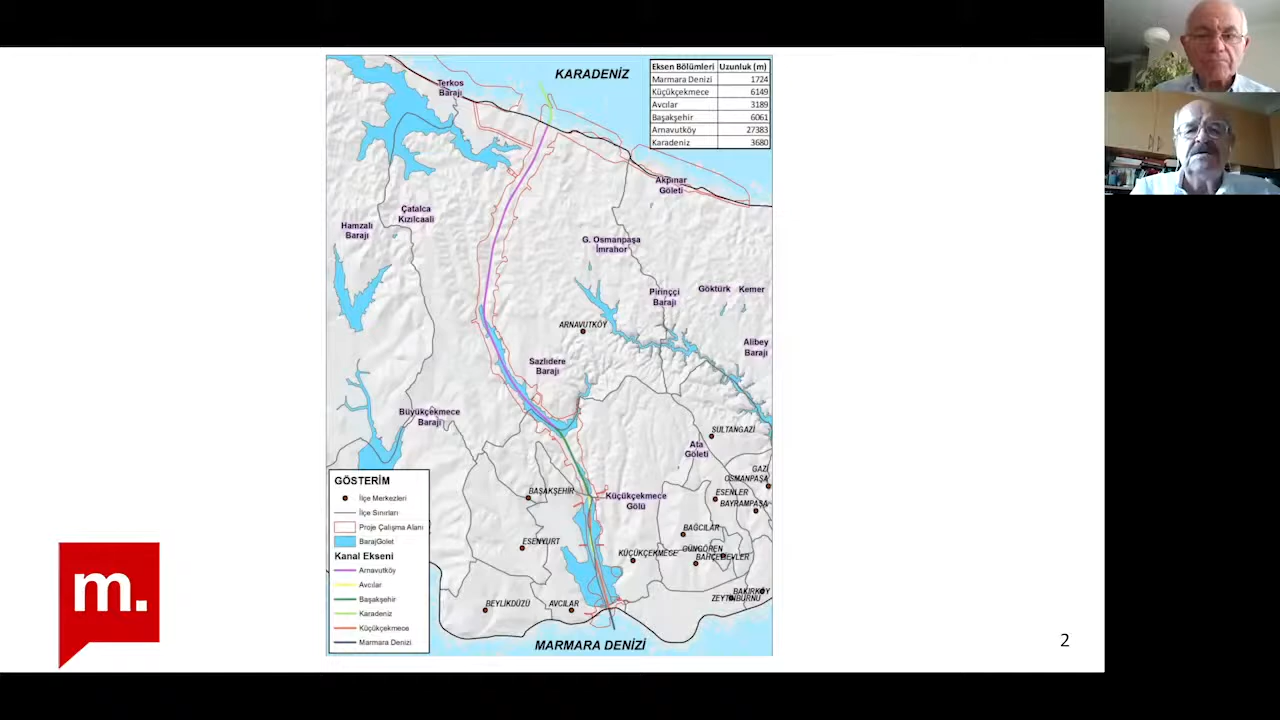 KARADENİZ
Eksen Bölümleri Uzunluk (m)
Marmara Denizi 1724
Küçükçekmece 6149
Avcılar 3189
Başakşehir 6061
Arnavutköy 27383
Karadeniz 3680
Terkos
Barajı
Akpınar
Göleti
Çatalca
Kızılcaali
Hamzalı
Barajı
G. Osmanpaşa
İmrahor
Pirinççi
Barajı
Göktürk Kemer
ARNAVUTKÖY
Alibey
Barajı
Sazlıdere
Barajı
Büyükçekmece
Barajı
SULTANGAZİ
Ata
Göleti
GAZİ
OSMANPAŞA
BAŞAKŞEHİR
Küçükçekmece
Gölü
ESENLER
BAYRAMPAŞA
BAĞCILAR
ESENYURT
KÜÇÜKÇEKMECE
GÜNGÖREN
BAHÇELİEVLER
BAKIRKÖY
ZEYTİNBURNU
BEYLİKDÜZÜ
AVCILAR
MARMARA DENİZİ
GÖSTERİM
İlçe Merkezleri
İlçe Sınırları
Proje Çalışma Alanı
BarajGolet
Kanal Ekseni
Arnavutköy
Avcılar
Başakşehir
Karadeniz
Küçükçekmece
Marmara Denizi
m.
2